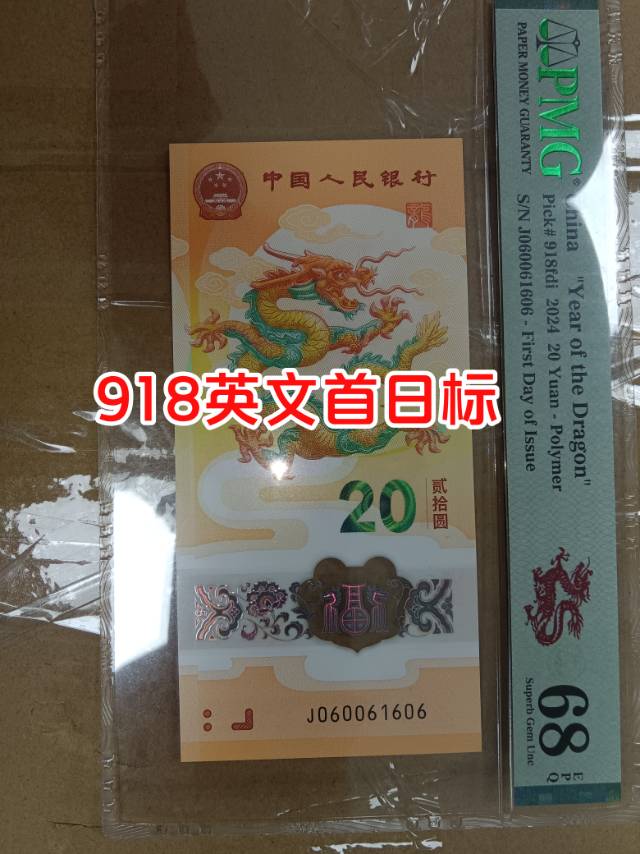 中国人民银行
龍
918英文首日标
20
贰拾圆
福
J060061606
PMG
PAPER MONEY GUARANTY
China "Year of the Dragon"
Pick# 918fdi 2024 20 Yuan - Polymer
S/N J060061606 - First Day of Issue
68
EPQ
Superb Gem Unc